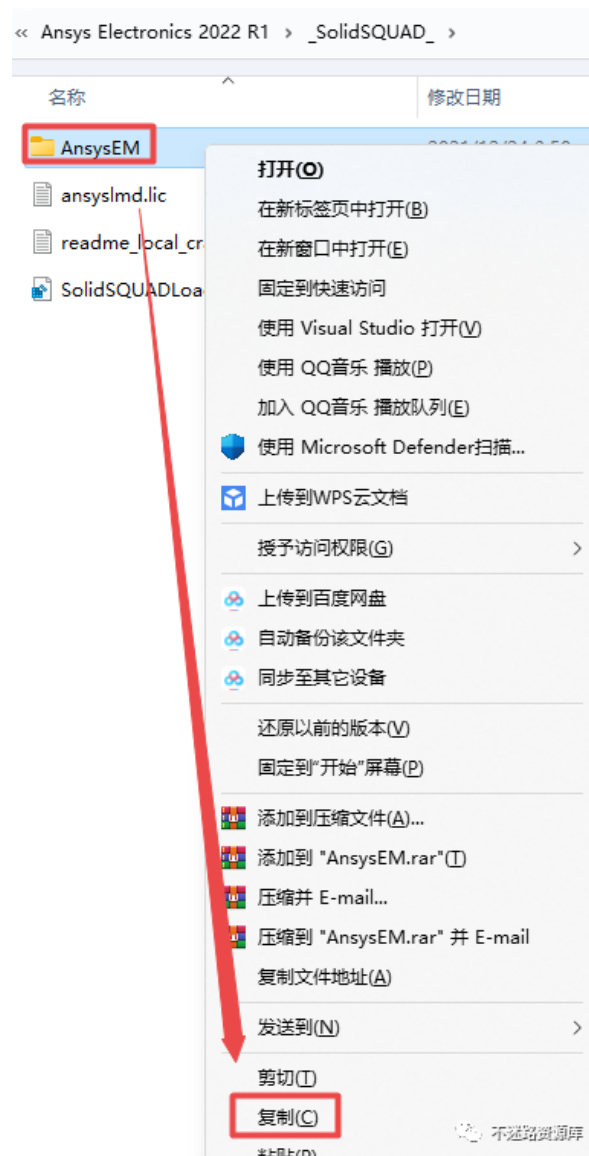 « Ansys Electronics 2022 R1 › _SolidSQUAD_ ›
名称 修改日期
AnsysEM
打开(O)
ansyslmd.lic
在新标签页中打开(B)
readme_local_cr
在新窗口中打开(E)
SolidSQUADLoa
固定到快速访问
使用 Visual Studio 打开(V)
使用 QQ音乐 播放(P)
加入 QQ音乐 播放队列(E)
使用 Microsoft Defender扫描...
上传到WPS云文档
授予访问权限(G)
上传到百度网盘
自动备份该文件夹
同步至其它设备
还原以前的版本(V)
固定到"开始"屏幕(P)
添加到压缩文件(A)...
添加到 "AnsysEM.rar"(T)
压缩并 E-mail...
压缩到 "AnsysEM.rar" 并 E-mail
复制文件地址(A)
发送到(N)
剪切(T)
复制(C)
不迷路资源库